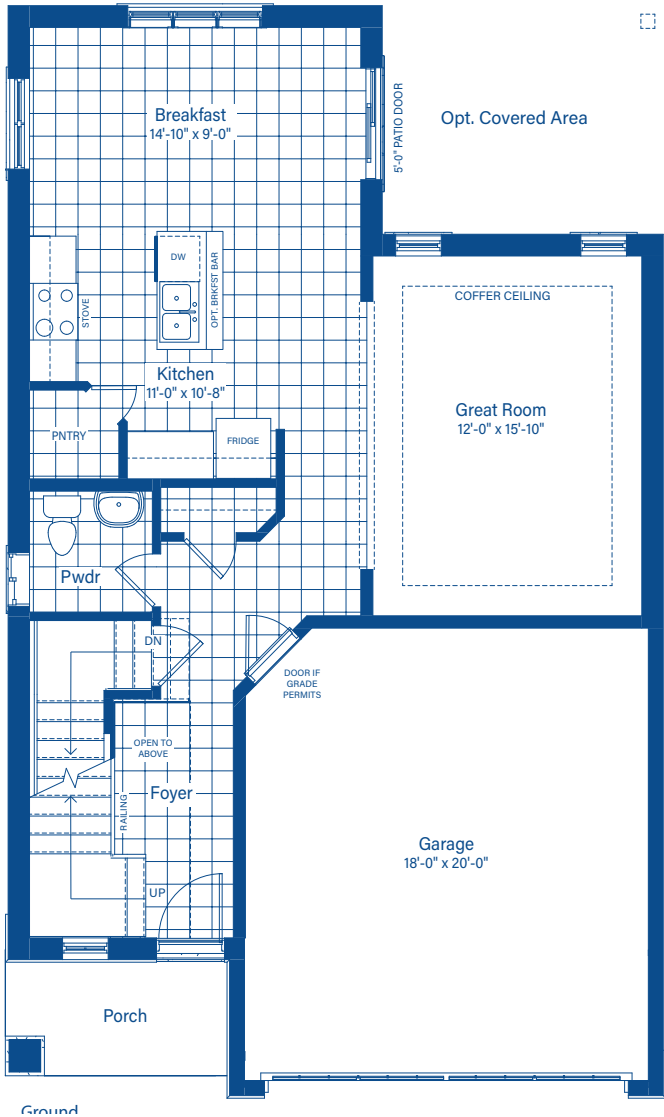 Breakfast
14'-10" x 9'-0"
5'-0" PATIO DOOR
Opt. Covered Area
DW
OPT. BRKFST BAR
STOVE
COFFER CEILING
Kitchen
11'-0" x 10'-8"
Great Room
12'-0" x 15'-10"
PNTRY
FRIDGE
Pwdr
DN
DOOR IF
GRADE
PERMITS
OPEN TO
ABOVE
Foyer
RAILING
Garage
18'-0" x 20'-0"
UP
Porch
Ground